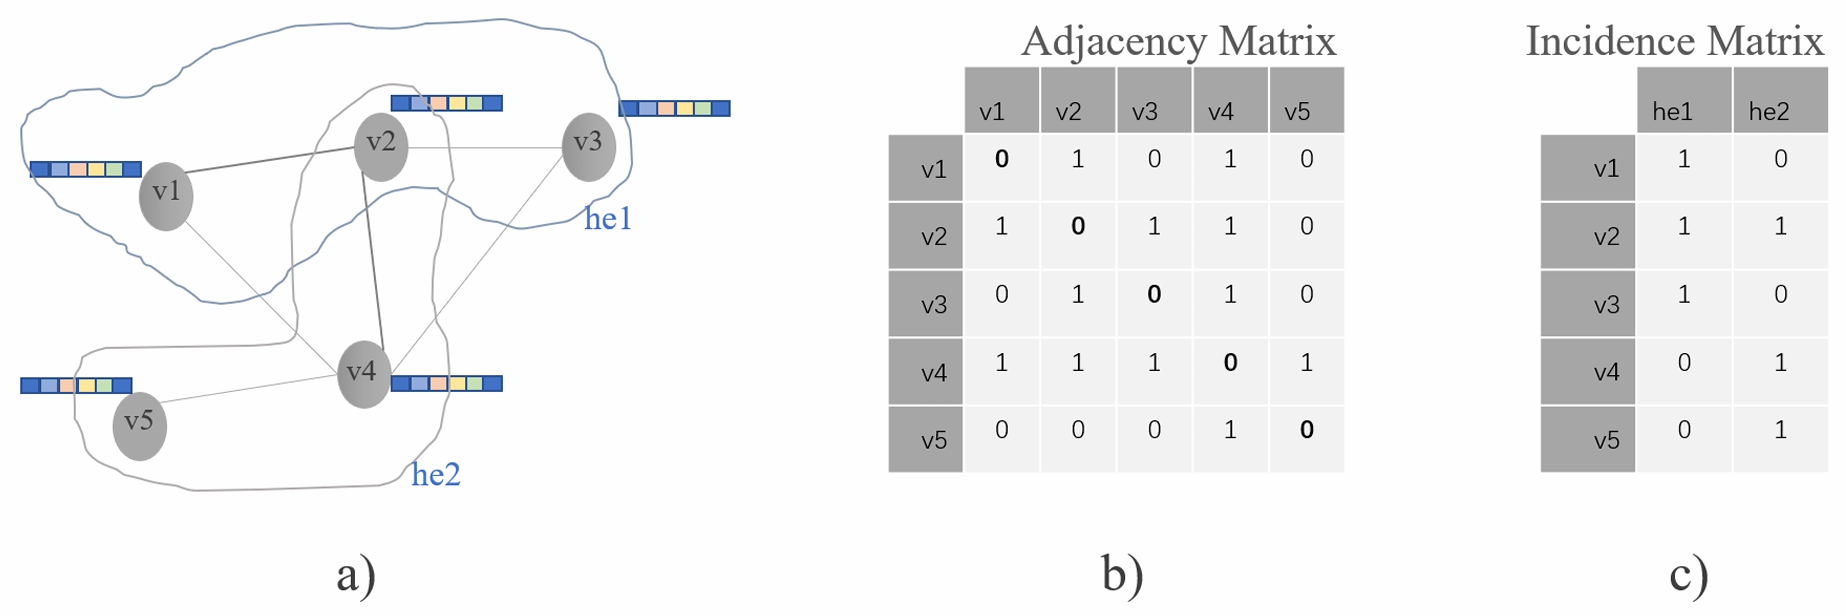 v1
v2
v3
v4
v5
he1
he2
a)
Adjacency Matrix
v1 v2 v3 v4 v5
v1 0 1 0 1 0
v2 1 0 1 1 0
v3 0 1 0 1 0
v4 1 1 1 0 1
v5 0 0 0 1 0
b)
Incidence Matrix
he1 he2
v1 1 0
v2 1 1
v3 1 0
v4 0 1
v5 0 1
c)